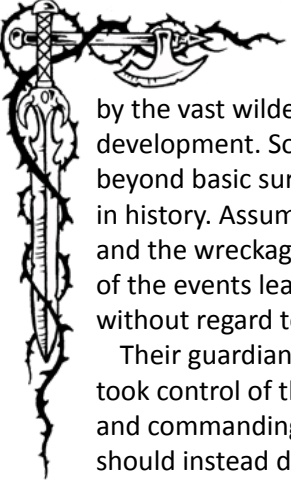 by the vast wilde
development. So
beyond basic sur
in history. Assum
and the wreckag
of the events lea
without regard to
Their guardian
took control of th
and commanding
should instead d